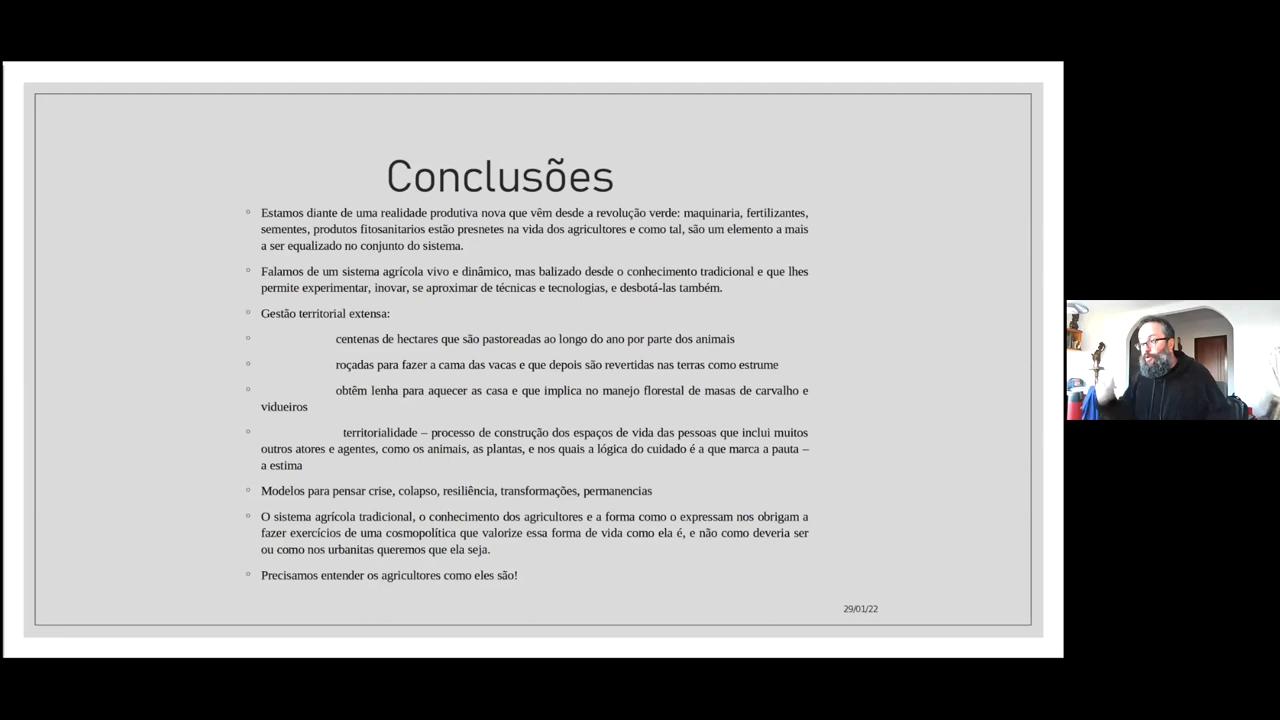 Conclusões
◦ Estamos diante de uma realidade produtiva nova que vêm desde a revolução verde: maquinaria, fertilizantes,
sementes, produtos fitosanitarios estão presnetes na vida dos agricultores e como tal, são um elemento a mais
a ser equalizado no conjunto do sistema.
◦ Falamos de um sistema agrícola vivo e dinâmico, mas balizado desde o conhecimento tradicional e que lhes
permite experimentar, inovar, se aproximar de técnicas e tecnologias, e desbotá-las também.
◦ Gestão territorial extensa:
◦ centenas de hectares que são pastoreadas ao longo do ano por parte dos animais
◦ roçadas para fazer a cama das vacas e que depois são revertidas nas terras como estrume
◦ obtêm lenha para aquecer as casa e que implica no manejo florestal de masas de carvalho e
vidueiros
◦ territorialidade – processo de construção dos espaços de vida das pessoas que inclui muitos
outros atores e agentes, como os animais, as plantas, e nos quais a lógica do cuidado é a que marca a pauta –
a estima
◦ Modelos para pensar crise, colapso, resiliência, transformações, permanencias
◦ O sistema agrícola tradicional, o conhecimento dos agricultores e a forma como o expressam nos obrigam a
fazer exercícios de uma cosmopolítica que valorize essa forma de vida como ela é, e não como deveria ser
ou como nos urbanitas queremos que ela seja.
◦ Precisamos entender os agricultores como eles são!
29/01/22